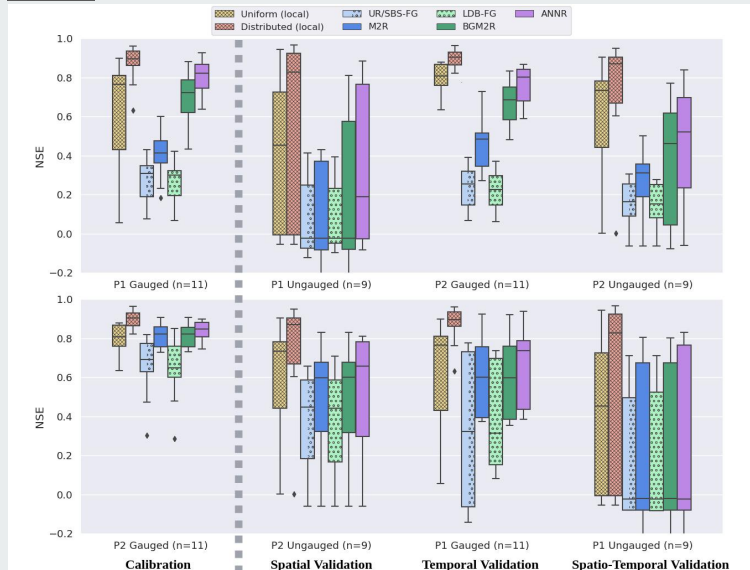 Uniform (local) UR/SBS-FG LDB-FG ANNR
Distributed (local) M2R BGM2R
1.0
0.8
0.6
0.4
0.2
0.0
−0.2
NSE
P1 Gauged (n=11) P1 Ungauged (n=9) P2 Gauged (n=11) P2 Ungauged (n=9)
1.0
0.8
0.6
0.4
0.2
0.0
−0.2
NSE
P2 Gauged (n=11) P2 Ungauged (n=9) P1 Gauged (n=11) P1 Ungauged (n=9)
Calibration Spatial Validation Temporal Validation Spatio-Temporal Validation